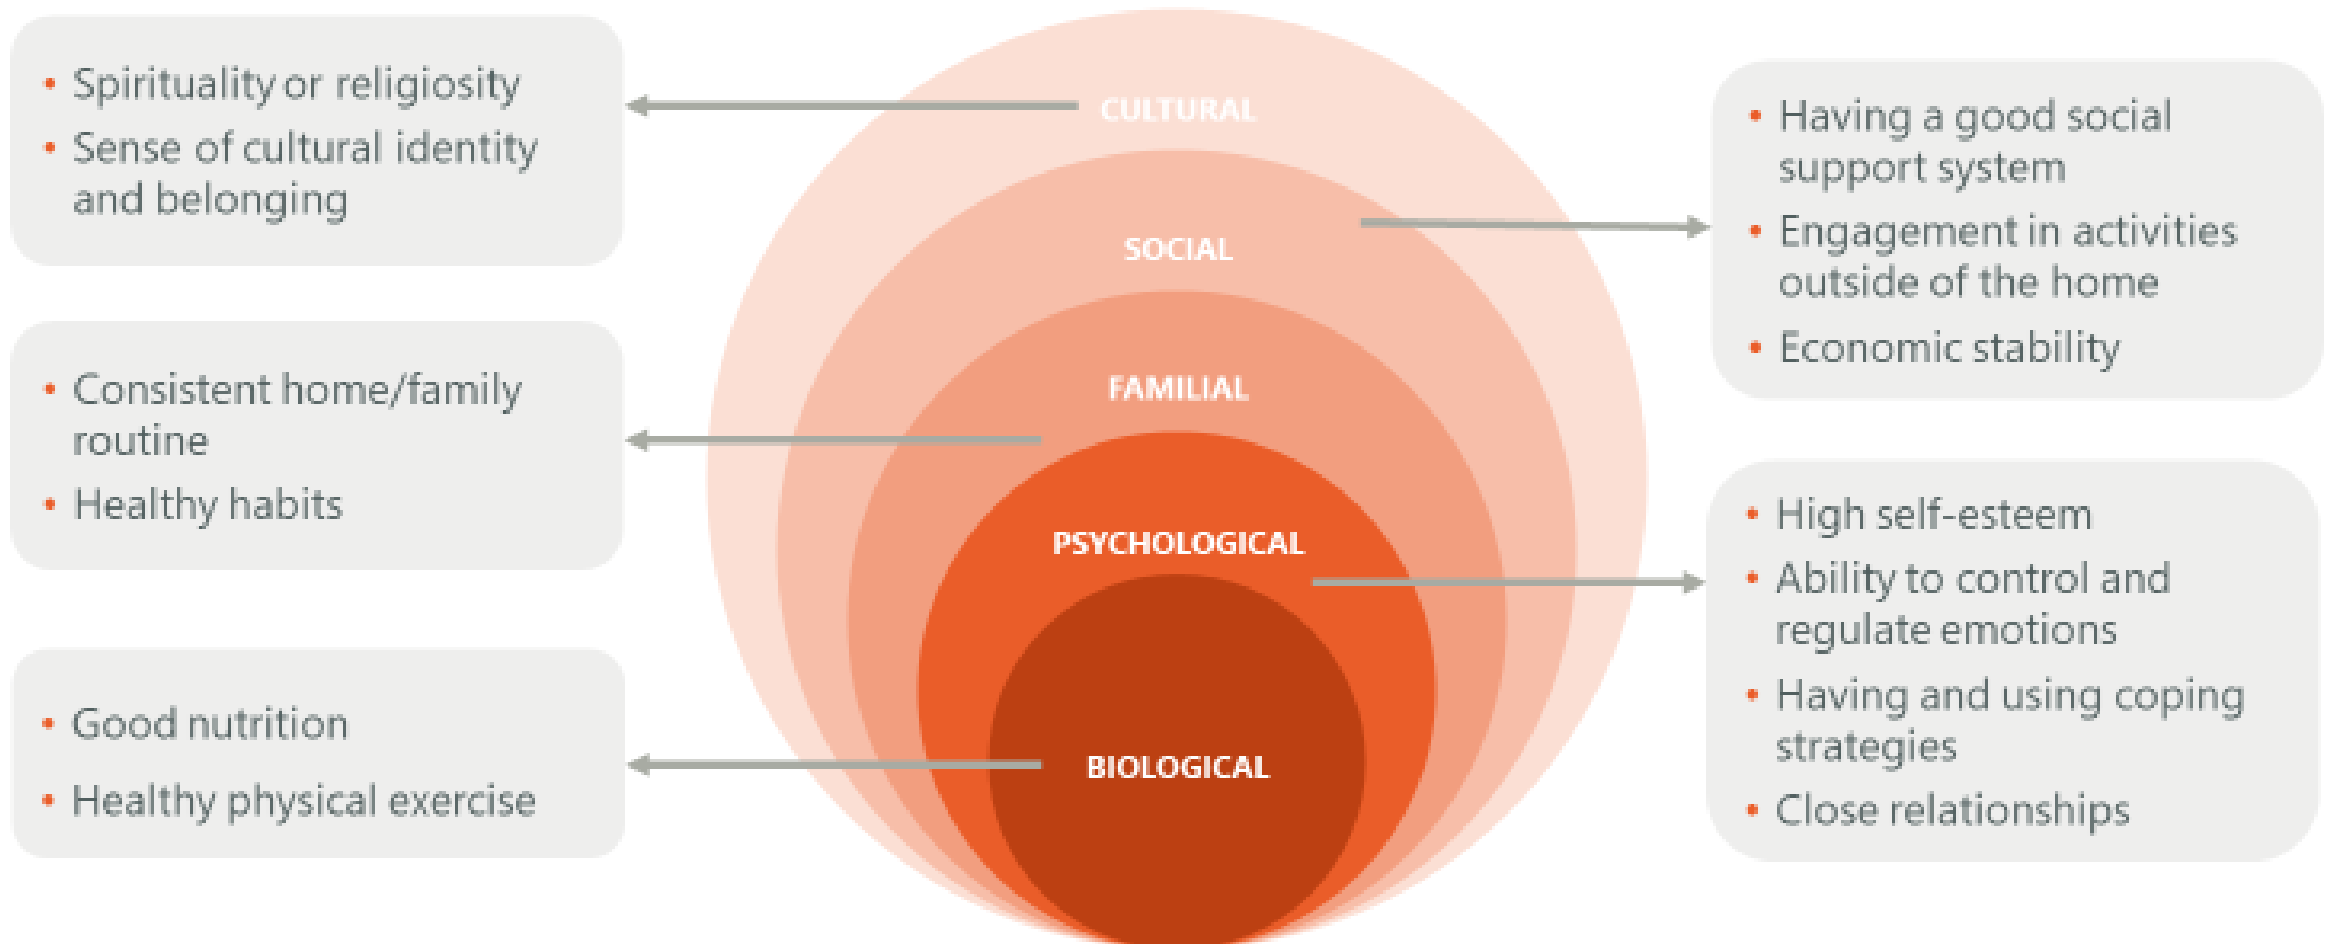 • Spirituality or religiosity
• Sense of cultural identity
and belonging
CULTURAL
• Having a good social
support system
• Engagement in activities
outside of the home
• Economic stability
SOCIAL
• Consistent home/family
routine
• Healthy habits
FAMILIAL
PSYCHOLOGICAL
• High self-esteem
• Ability to control and
regulate emotions
• Having and using coping
strategies
• Close relationships
• Good nutrition
• Healthy physical exercise
BIOLOGICAL